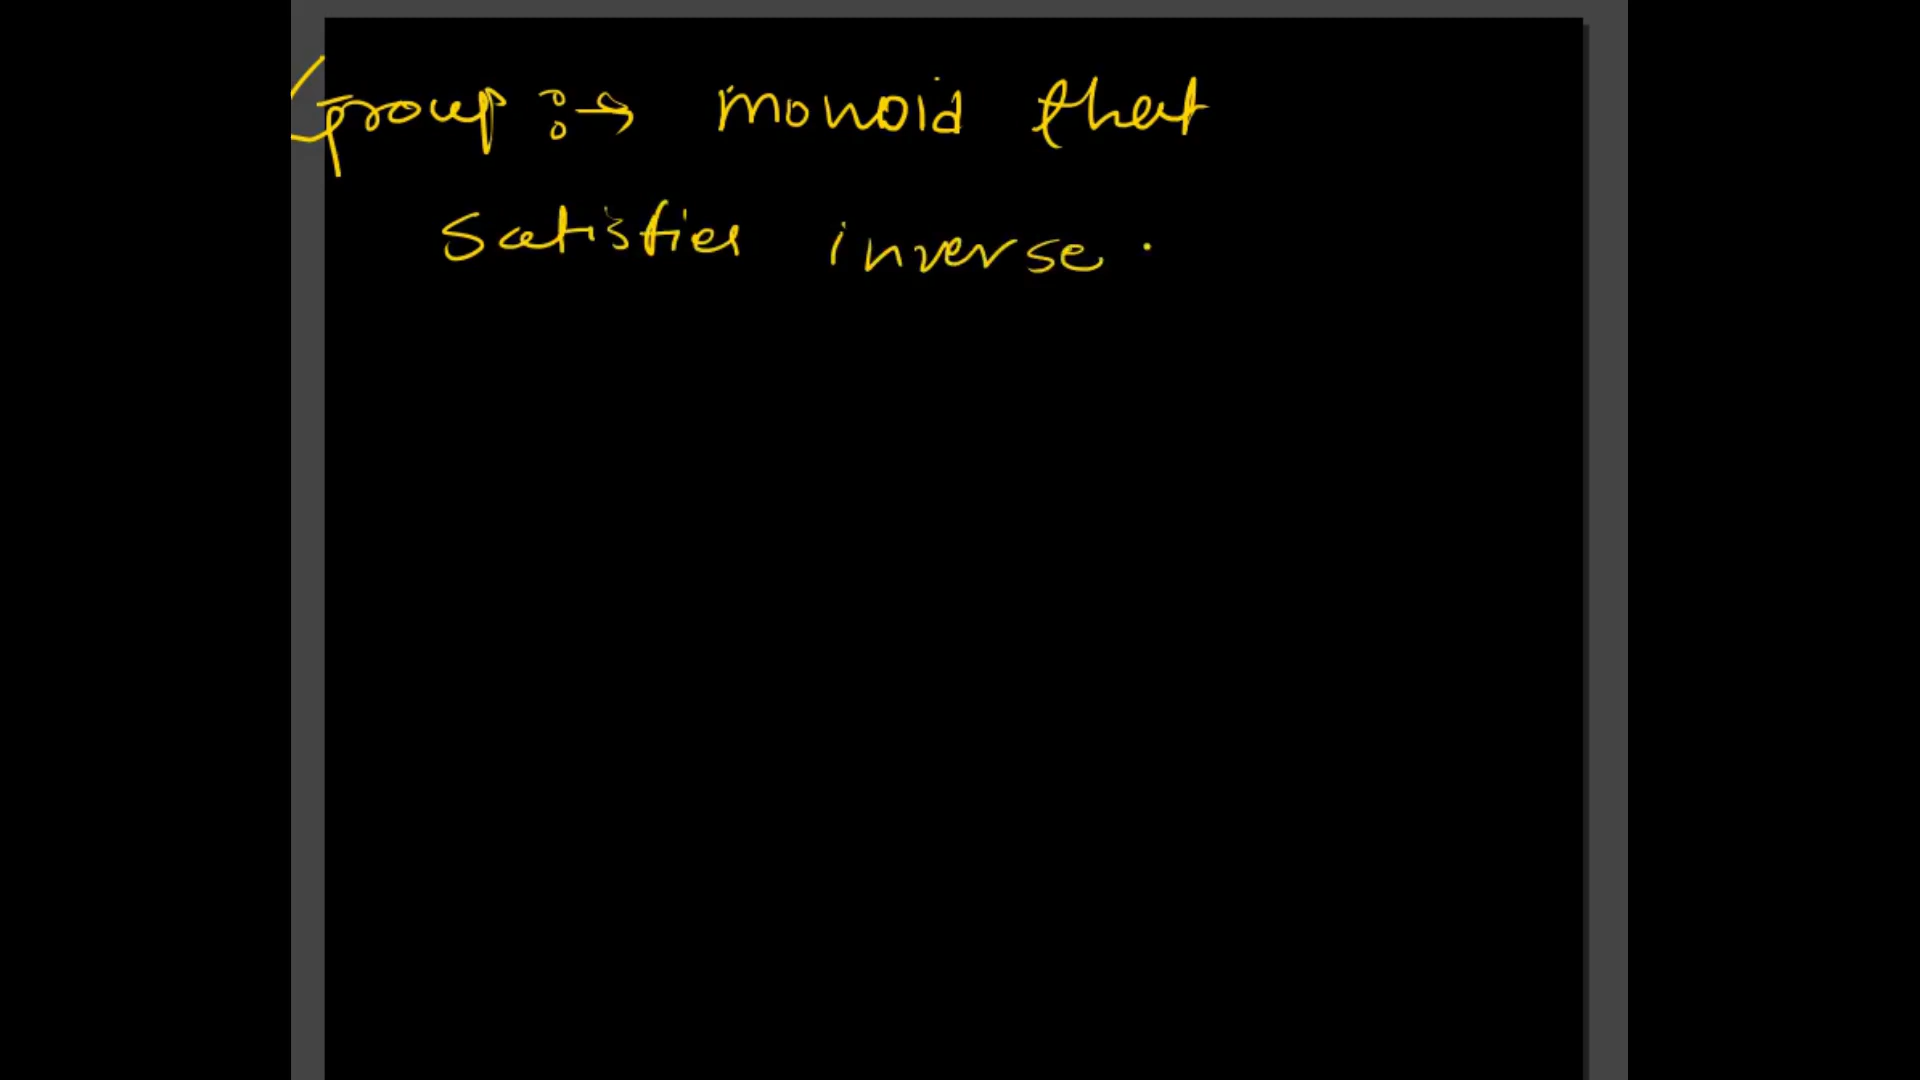 Group :→ monoid that
satisfies inverse .